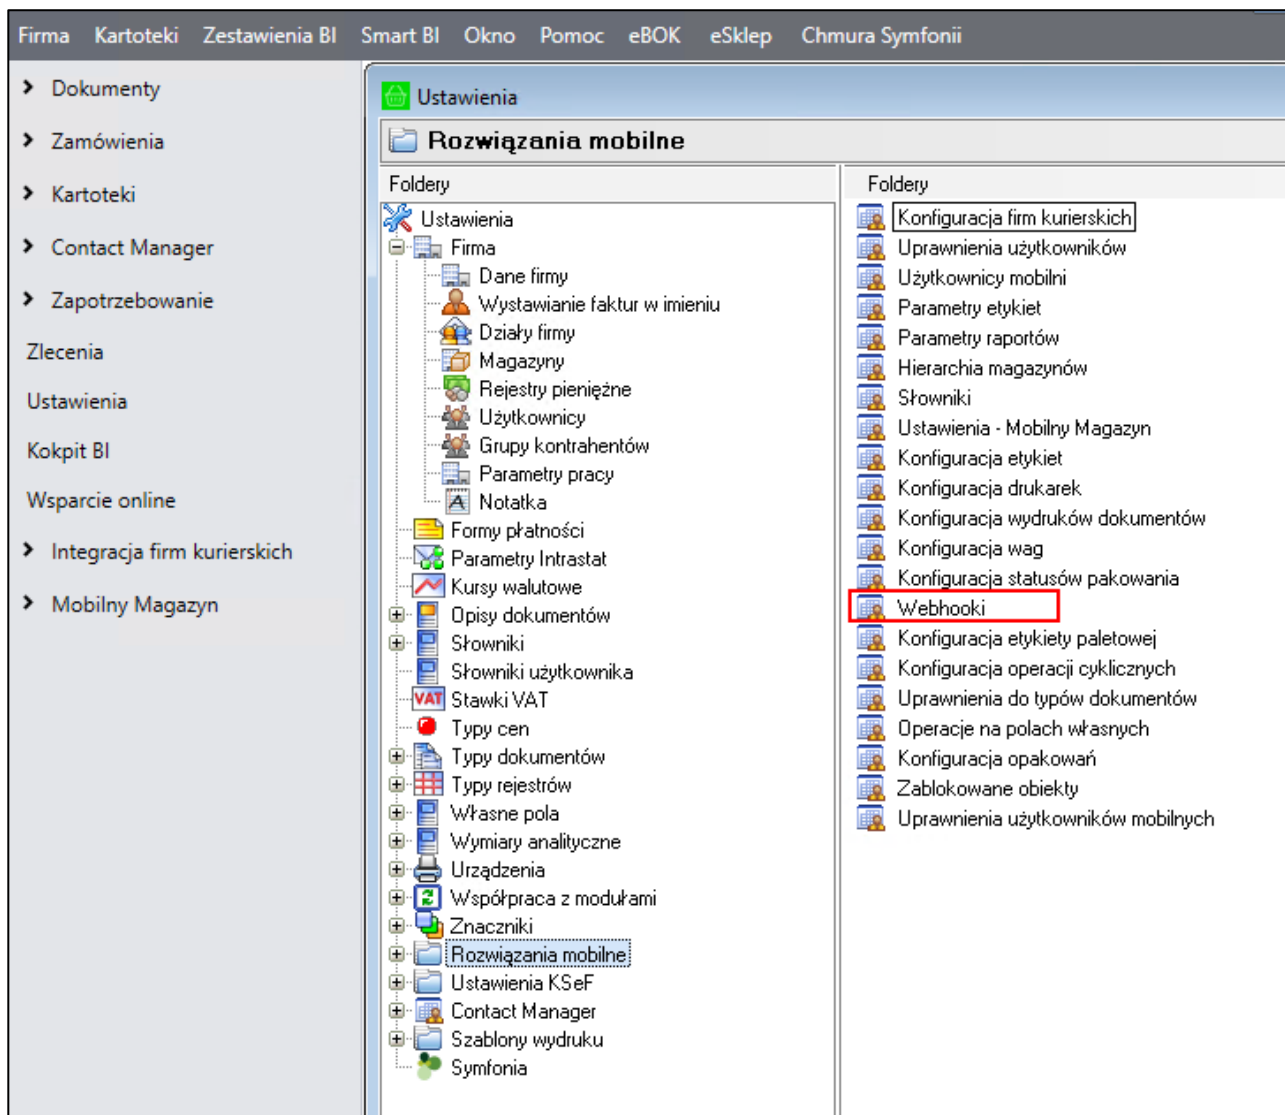 Firma Kartoteki Zestawienia BI Smart BI Okno Pomoc eBOK eSklep Chmura Symfonii
Dokumenty
Zamówienia
Kartoteki
Contact Manager
Zapotrzebowanie
Zlecenia
Ustawienia
Kokpit BI
Wsparcie online
Integracja firm kurierskich
Mobilny Magazyn
Ustawienia
Rozwiązania mobilne
Foldery
Ustawienia
Firma
Dane firmy
Wystawianie faktur w imieniu
Działy firmy
Magazyny
Rejestry pieniężne
Użytkownicy
Grupy kontrahentów
Parametry pracy
Notatka
Formy płatności
Parametry Intrastat
Kursy walutowe
Opisy dokumentów
Słowniki
Słowniki użytkownika
VAT Stawki VAT
Typy cen
Typy dokumentów
Typy rejestrów
Własne pola
Wymiary analityczne
Urządzenia
Współpraca z modułami
Znaczniki
Rozwiązania mobilne
Ustawienia KSeF
Contact Manager
Szablony wydruku
Symfonia
Foldery
Konfiguracja firm kurierskich
Uprawnienia użytkowników
Użytkownicy mobilni
Parametry etykiet
Parametry raportów
Hierarchia magazynów
Słowniki
Ustawienia - Mobilny Magazyn
Konfiguracja etykiet
Konfiguracja drukarek
Konfiguracja wydruków dokumentów
Konfiguracja wag
Konfiguracja statusów pakowania
Webhooki
Konfiguracja etykiety paletowej
Konfiguracja operacji cyklicznych
Uprawnienia do typów dokumentów
Operacje na polach własnych
Konfiguracja opakowań
Zablokowane obiekty
Uprawnienia użytkowników mobilnych